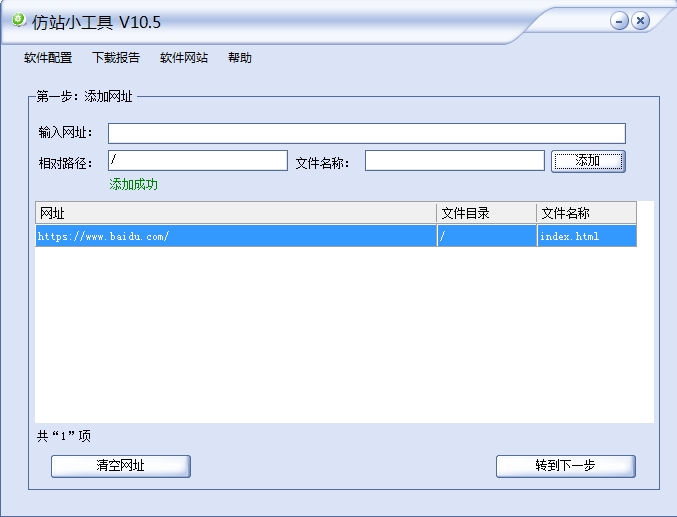 仿站小工具 V10.5
软件配置 下载报告 软件网站 帮助
第一步：添加网址
输入网址：
相对路径： / 文件名称： 添加
添加成功
网址 文件目录 文件名称
https://www.baidu.com/ / index.html
共“1”项
清空网址 转到下一步